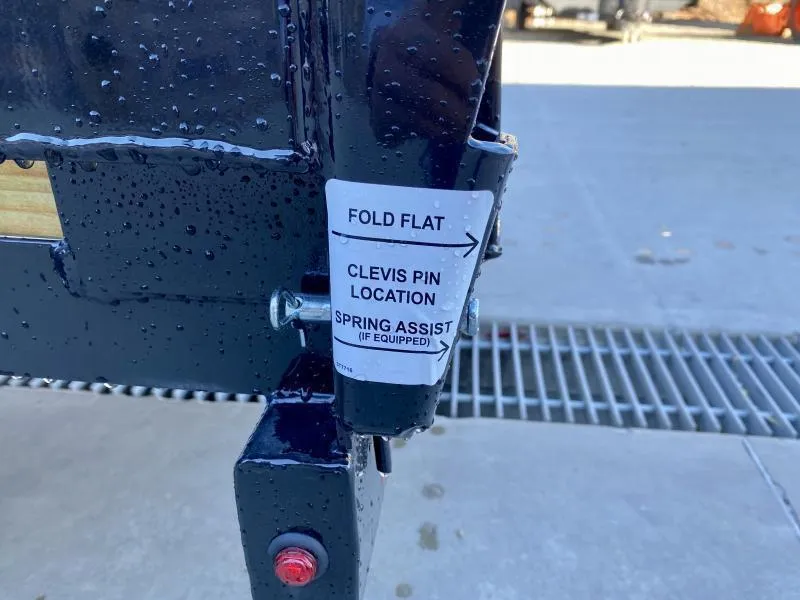 FOLD FLAT
CLEVIS PIN
LOCATION
SPRING ASSIST
(IF EQUIPPED)